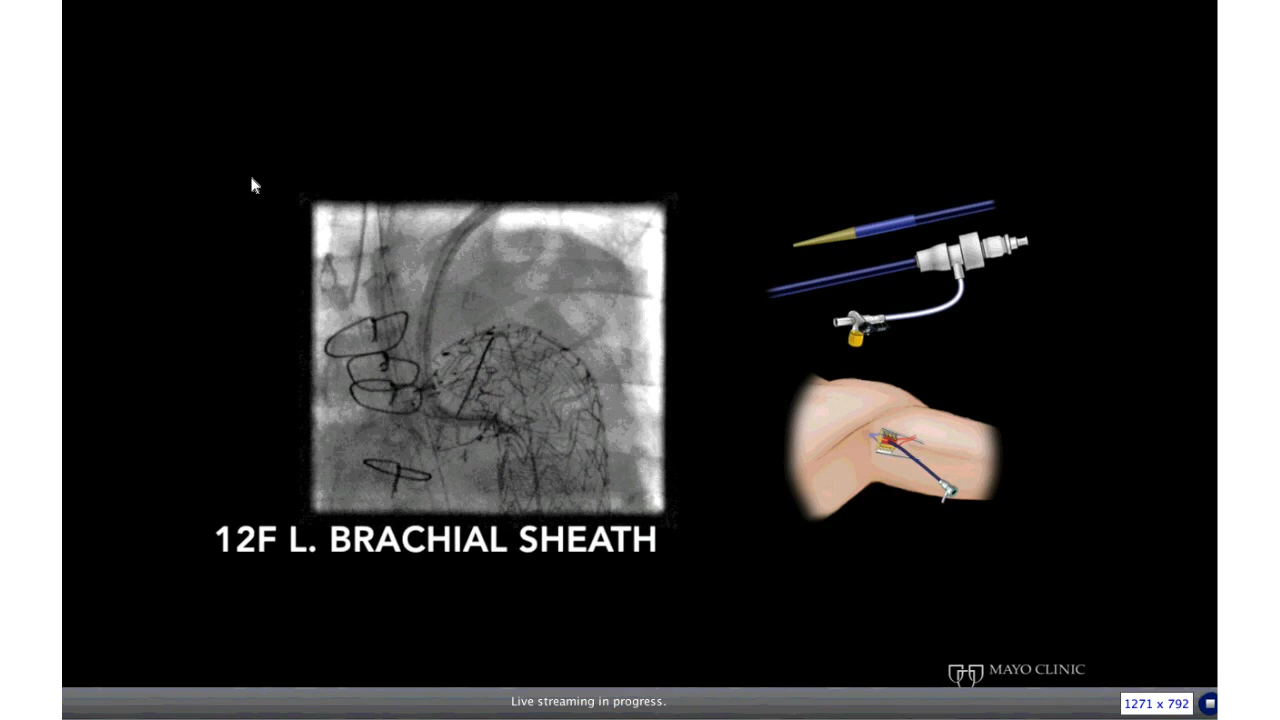 12F L. BRACHIAL SHEATH
MAYO CLINIC
Live streaming in progress.
1271 x 792